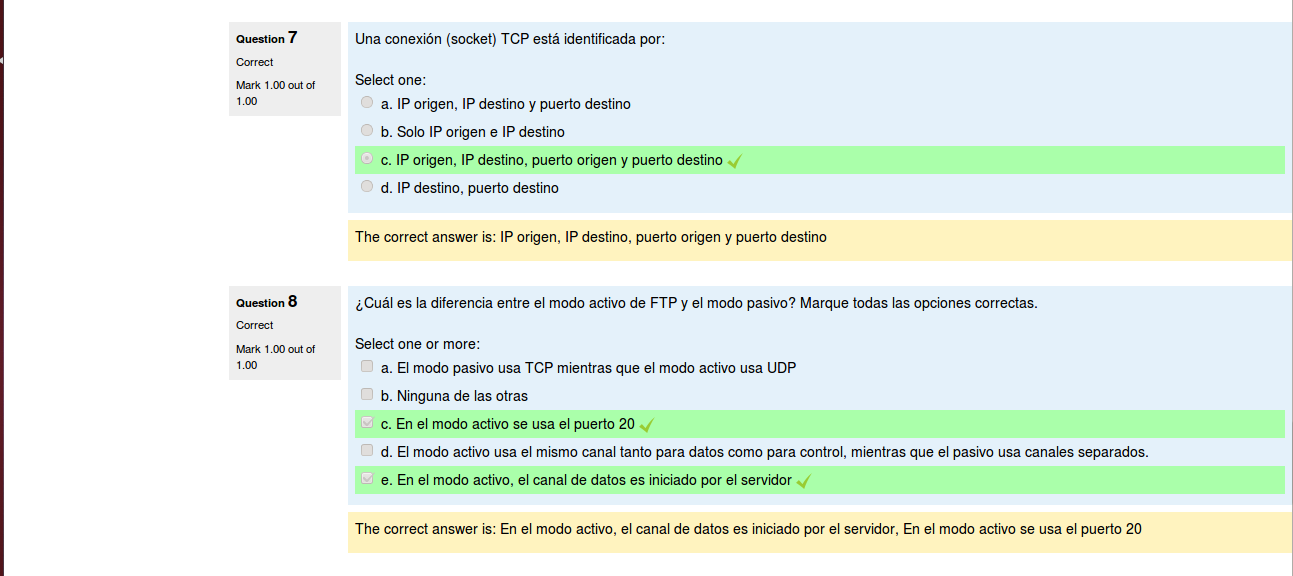 Question 7
Correct
Mark 1.00 out of
1.00
Una conexión (socket) TCP está identificada por:
Select one:
a. IP origen, IP destino y puerto destino
b. Solo IP origen e IP destino
c. IP origen, IP destino, puerto origen y puerto destino
d. IP destino, puerto destino
The correct answer is: IP origen, IP destino, puerto origen y puerto destino
Question 8
Correct
Mark 1.00 out of
1.00
¿Cuál es la diferencia entre el modo activo de FTP y el modo pasivo? Marque todas las opciones correctas.
Select one or more:
a. El modo pasivo usa TCP mientras que el modo activo usa UDP
b. Ninguna de las otras
c. En el modo activo se usa el puerto 20
d. El modo activo usa el mismo canal tanto para datos como para control, mientras que el pasivo usa canales separados.
e. En el modo activo, el canal de datos es iniciado por el servidor
The correct answer is: En el modo activo, el canal de datos es iniciado por el servidor, En el modo activo se usa el puerto 20